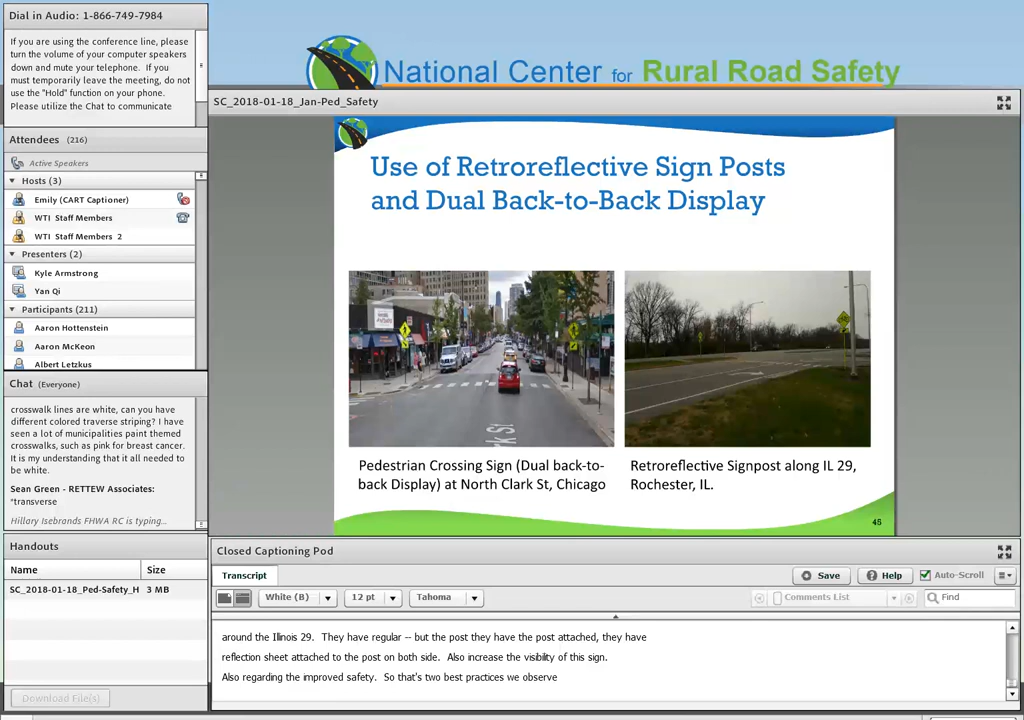 Dial in Audio: 1-866-749-7984
If you are using the conference line, please
turn the volume of your computer speakers
down and mute your telephone.  If you
must temporarily leave the meeting, do not
use the "Hold" function on your phone.
Please utilize the Chat to communicate
National Center for Rural Road Safety
SC_2018-01-18_Jan-Ped_Safety
Attendees (216)
Active Speakers
Hosts (3)
Emily (CART Captioner)
WTI Staff Members
WTI Staff Members 2
Presenters (2)
Kyle Armstrong
Yan Qi
Participants (211)
Aaron Hottenstein
Aaron McKeon
Albert Letzkus
Use of Retroreflective Sign Posts
and Dual Back-to-Back Display
rk St
Pedestrian Crossing Sign (Dual back-to-
back Display) at North Clark St, Chicago
Retroreflective Signpost along IL 29,
Rochester, IL.
45
Chat (Everyone)
crosswalk lines are white, can you have
different colored traverse striping? I have
seen a lot of municipalities paint themed
crosswalks, such as pink for breast cancer.
It is my understanding that it all needed to
be white.
Sean Green - RETTEW Associates:
*transverse
Hillary Isebrands FHWA RC is typing...
Handouts
Name Size
SC_2018-01-18_Ped-Safety_H 3 MB
Download File(s)
Closed Captioning Pod
Transcript
Save Help Auto-Scroll
White (B) 12 pt Tahoma Comments List Find
around the Illinois 29.  They have regular -- but the post they have the post attached, they have
reflection sheet attached to the post on both side.  Also increase the visibility of this sign.
Also regarding the improved safety.  So that's two best practices we observe